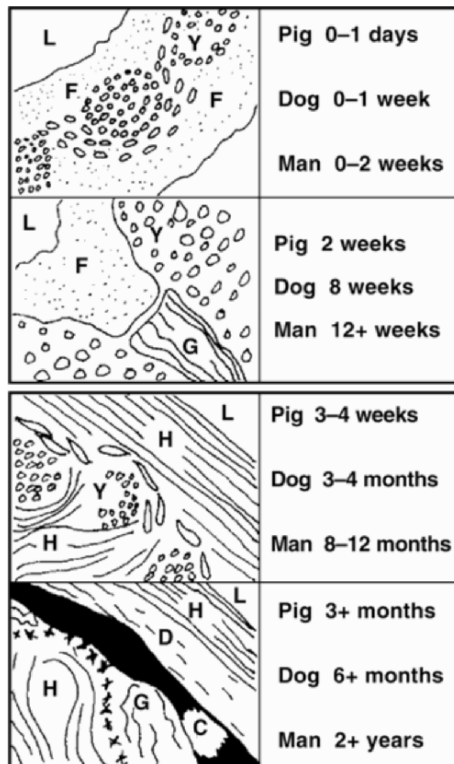 L
Y
F
F
Pig 0–1 days
Dog 0–1 week
Man 0–2 weeks
L
Y
F
G
Pig 2 weeks
Dog 8 weeks
Man 12+ weeks
L
H
Y
H
Pig 3–4 weeks
Dog 3–4 months
Man 8–12 months
L
H
D
H
G
C
Pig 3+ months
Dog 6+ months
Man 2+ years